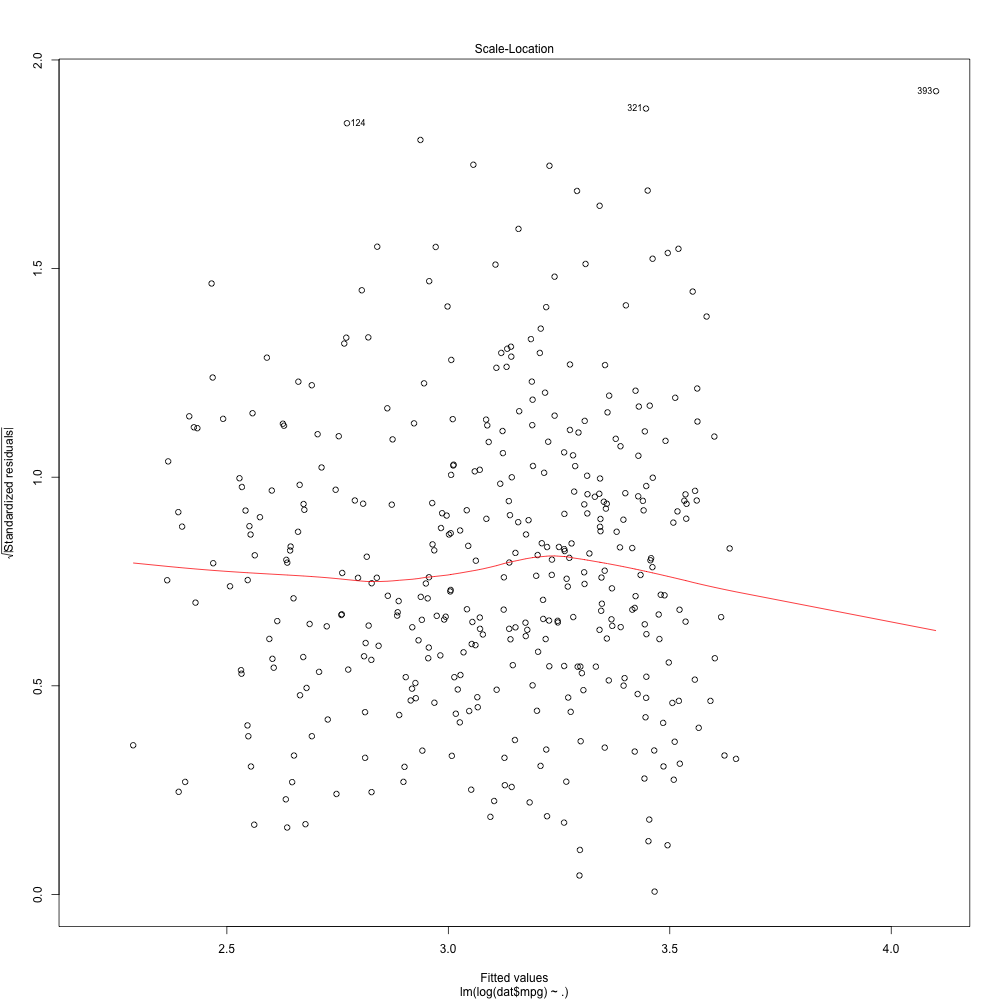 Scale-Location
2.0
1.5
1.0
0.5
0.0
√|Standardized residuals|
393
321
124
2.5 3.0 3.5 4.0
Fitted values
lm(log(dat$mpg) ~ .)